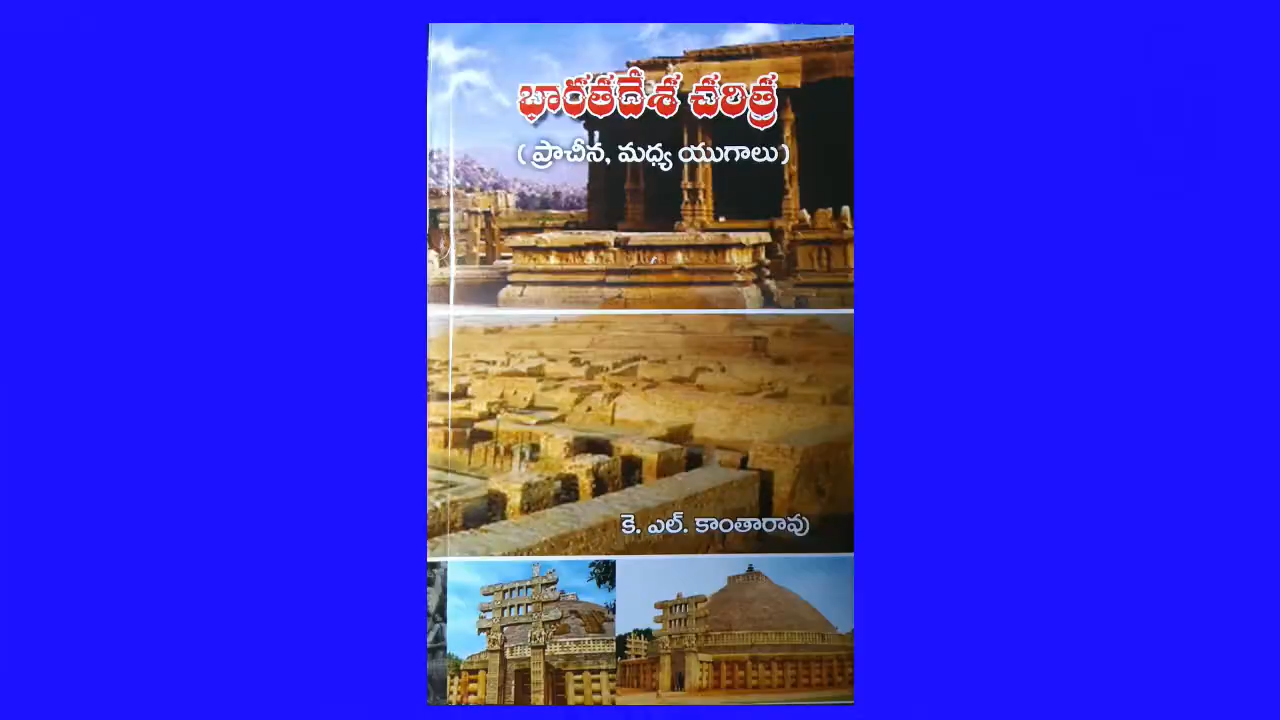 భారతదేశ చరిత్ర
( ప్రాచీన, మధ్య యుగాలు )
కె. ఎల్. కాంతారావు